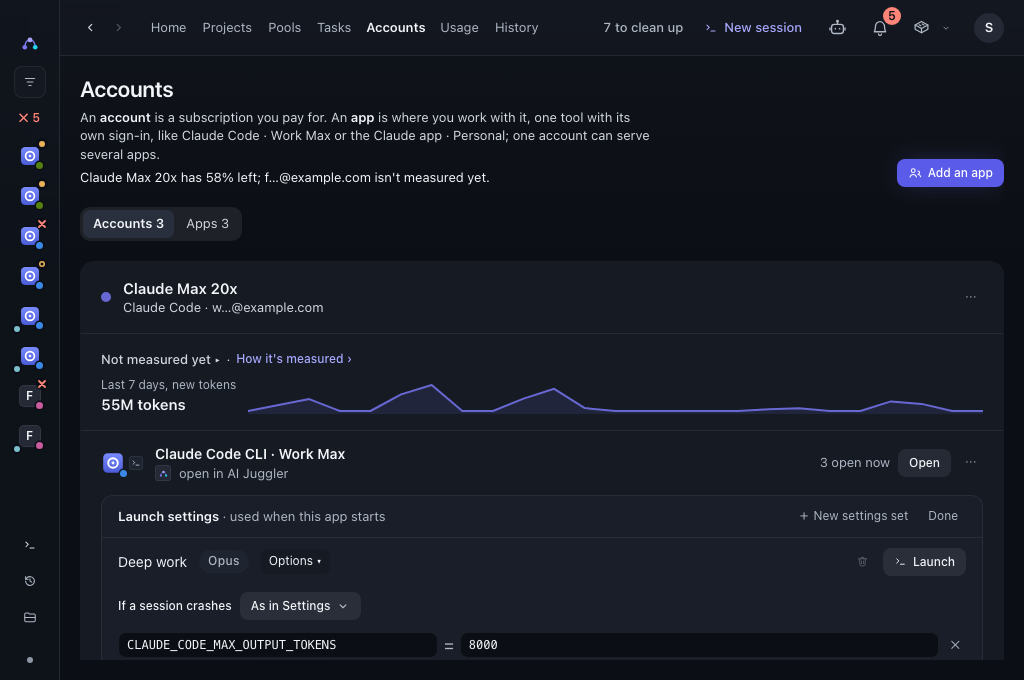 Home Projects Pools Tasks Accounts Usage History 7 to clean up New session 5 S
5
Accounts
An account is a subscription you pay for. An app is where you work with it, one tool with its
own sign-in, like Claude Code · Work Max or the Claude app · Personal; one account can serve
several apps.
Claude Max 20x has 58% left; f...@example.com isn't measured yet.
Add an app
Accounts 3 Apps 3
Claude Max 20x
Claude Code · w...@example.com
Not measured yet ▸ · How it's measured ›
Last 7 days, new tokens
55M tokens
F
F
Claude Code CLI · Work Max
open in AI Juggler
3 open now Open
Launch settings · used when this app starts
+ New settings set Done
Deep work Opus Options ▾ Launch
If a session crashes As in Settings
CLAUDE_CODE_MAX_OUTPUT_TOKENS = 8000